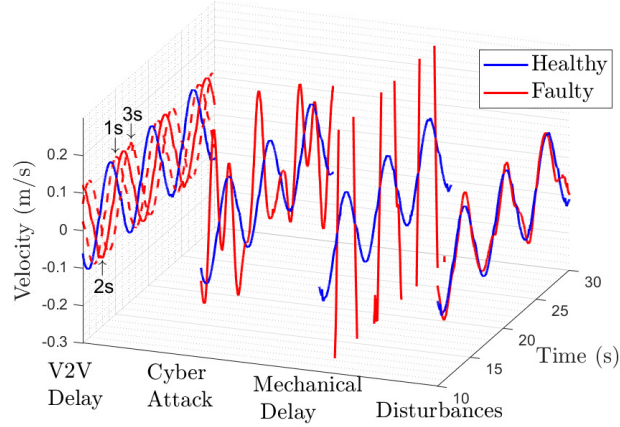 Healthy
Faulty
1s
3s
2s
Velocity (m/s)
0.2
0.1
0
-0.1
-0.2
-0.3
V2V
Delay
Cyber
Attack
Mechanical
Delay
Disturbances
10
15
20
25
30
Time (s)